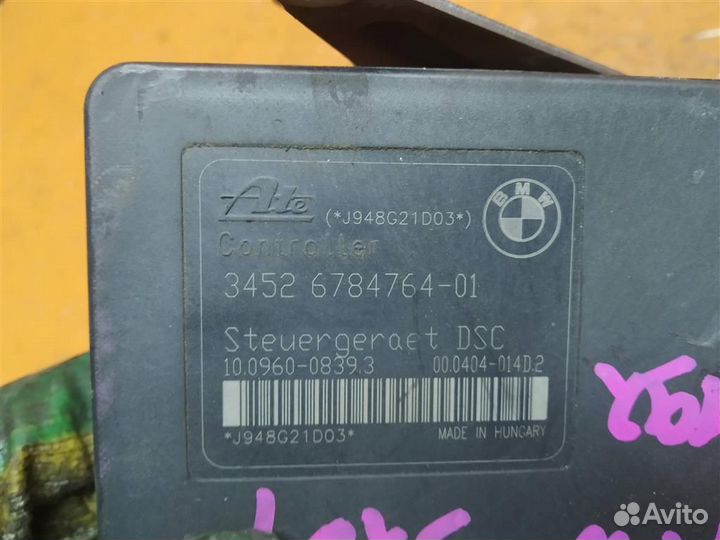 Ate (*J948G21D03*)
BMW
Controller
3452 6784764-01
Steuergeraet DSC
10.0960-0839.3 00.0404-014D.2
*J948G21D03* MADE IN HUNGARY
Avito